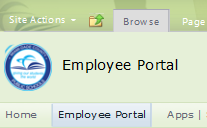 Site Actions Browse Page
Employee Portal
Home Employee Portal Apps |